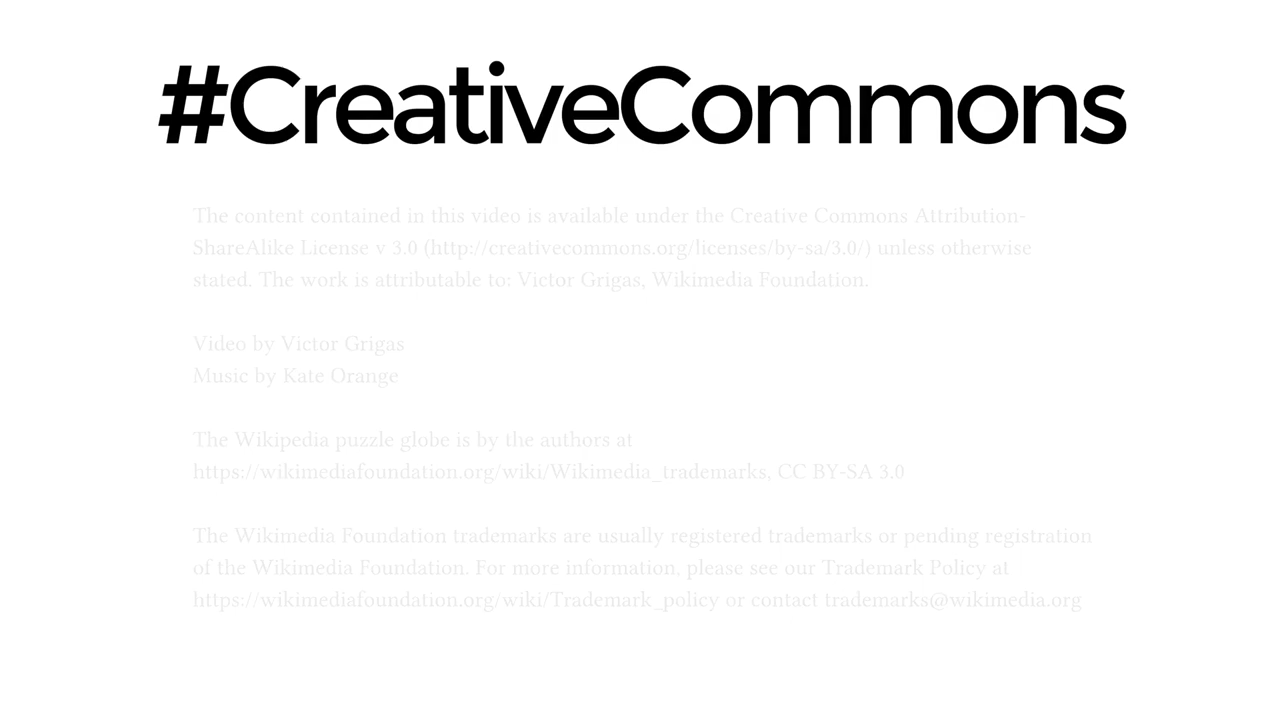 #CreativeCommons
The content contained in this video is available under the Creative Commons Attribution-
ShareAlike License v 3.0 (http://creativecommons.org/licenses/by-sa/3.0/) unless otherwise
stated. The work is attributable to: Victor Grigas, Wikimedia Foundation.
Video by Victor Grigas
Music by Kate Orange
The Wikipedia puzzle globe is by the authors at
https://wikimediafoundation.org/wiki/Wikimedia_trademarks, CC BY-SA 3.0
The Wikimedia Foundation trademarks are usually registered trademarks or pending registration
of the Wikimedia Foundation. For more information, please see our Trademark Policy at
https://wikimediafoundation.org/wiki/Trademark_policy or contact trademarks@wikimedia.org